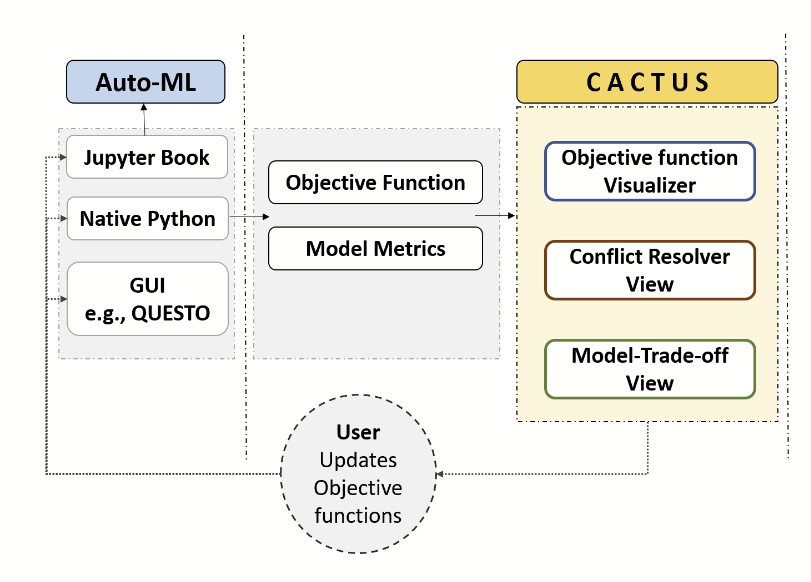 Auto-ML
Jupyter Book
Native Python
GUI
e.g., QUESTO
Objective Function
Model Metrics
CACTUS
Objective function
Visualizer
Conflict Resolver
View
Model-Trade-off
View
User
Updates
Objective
functions